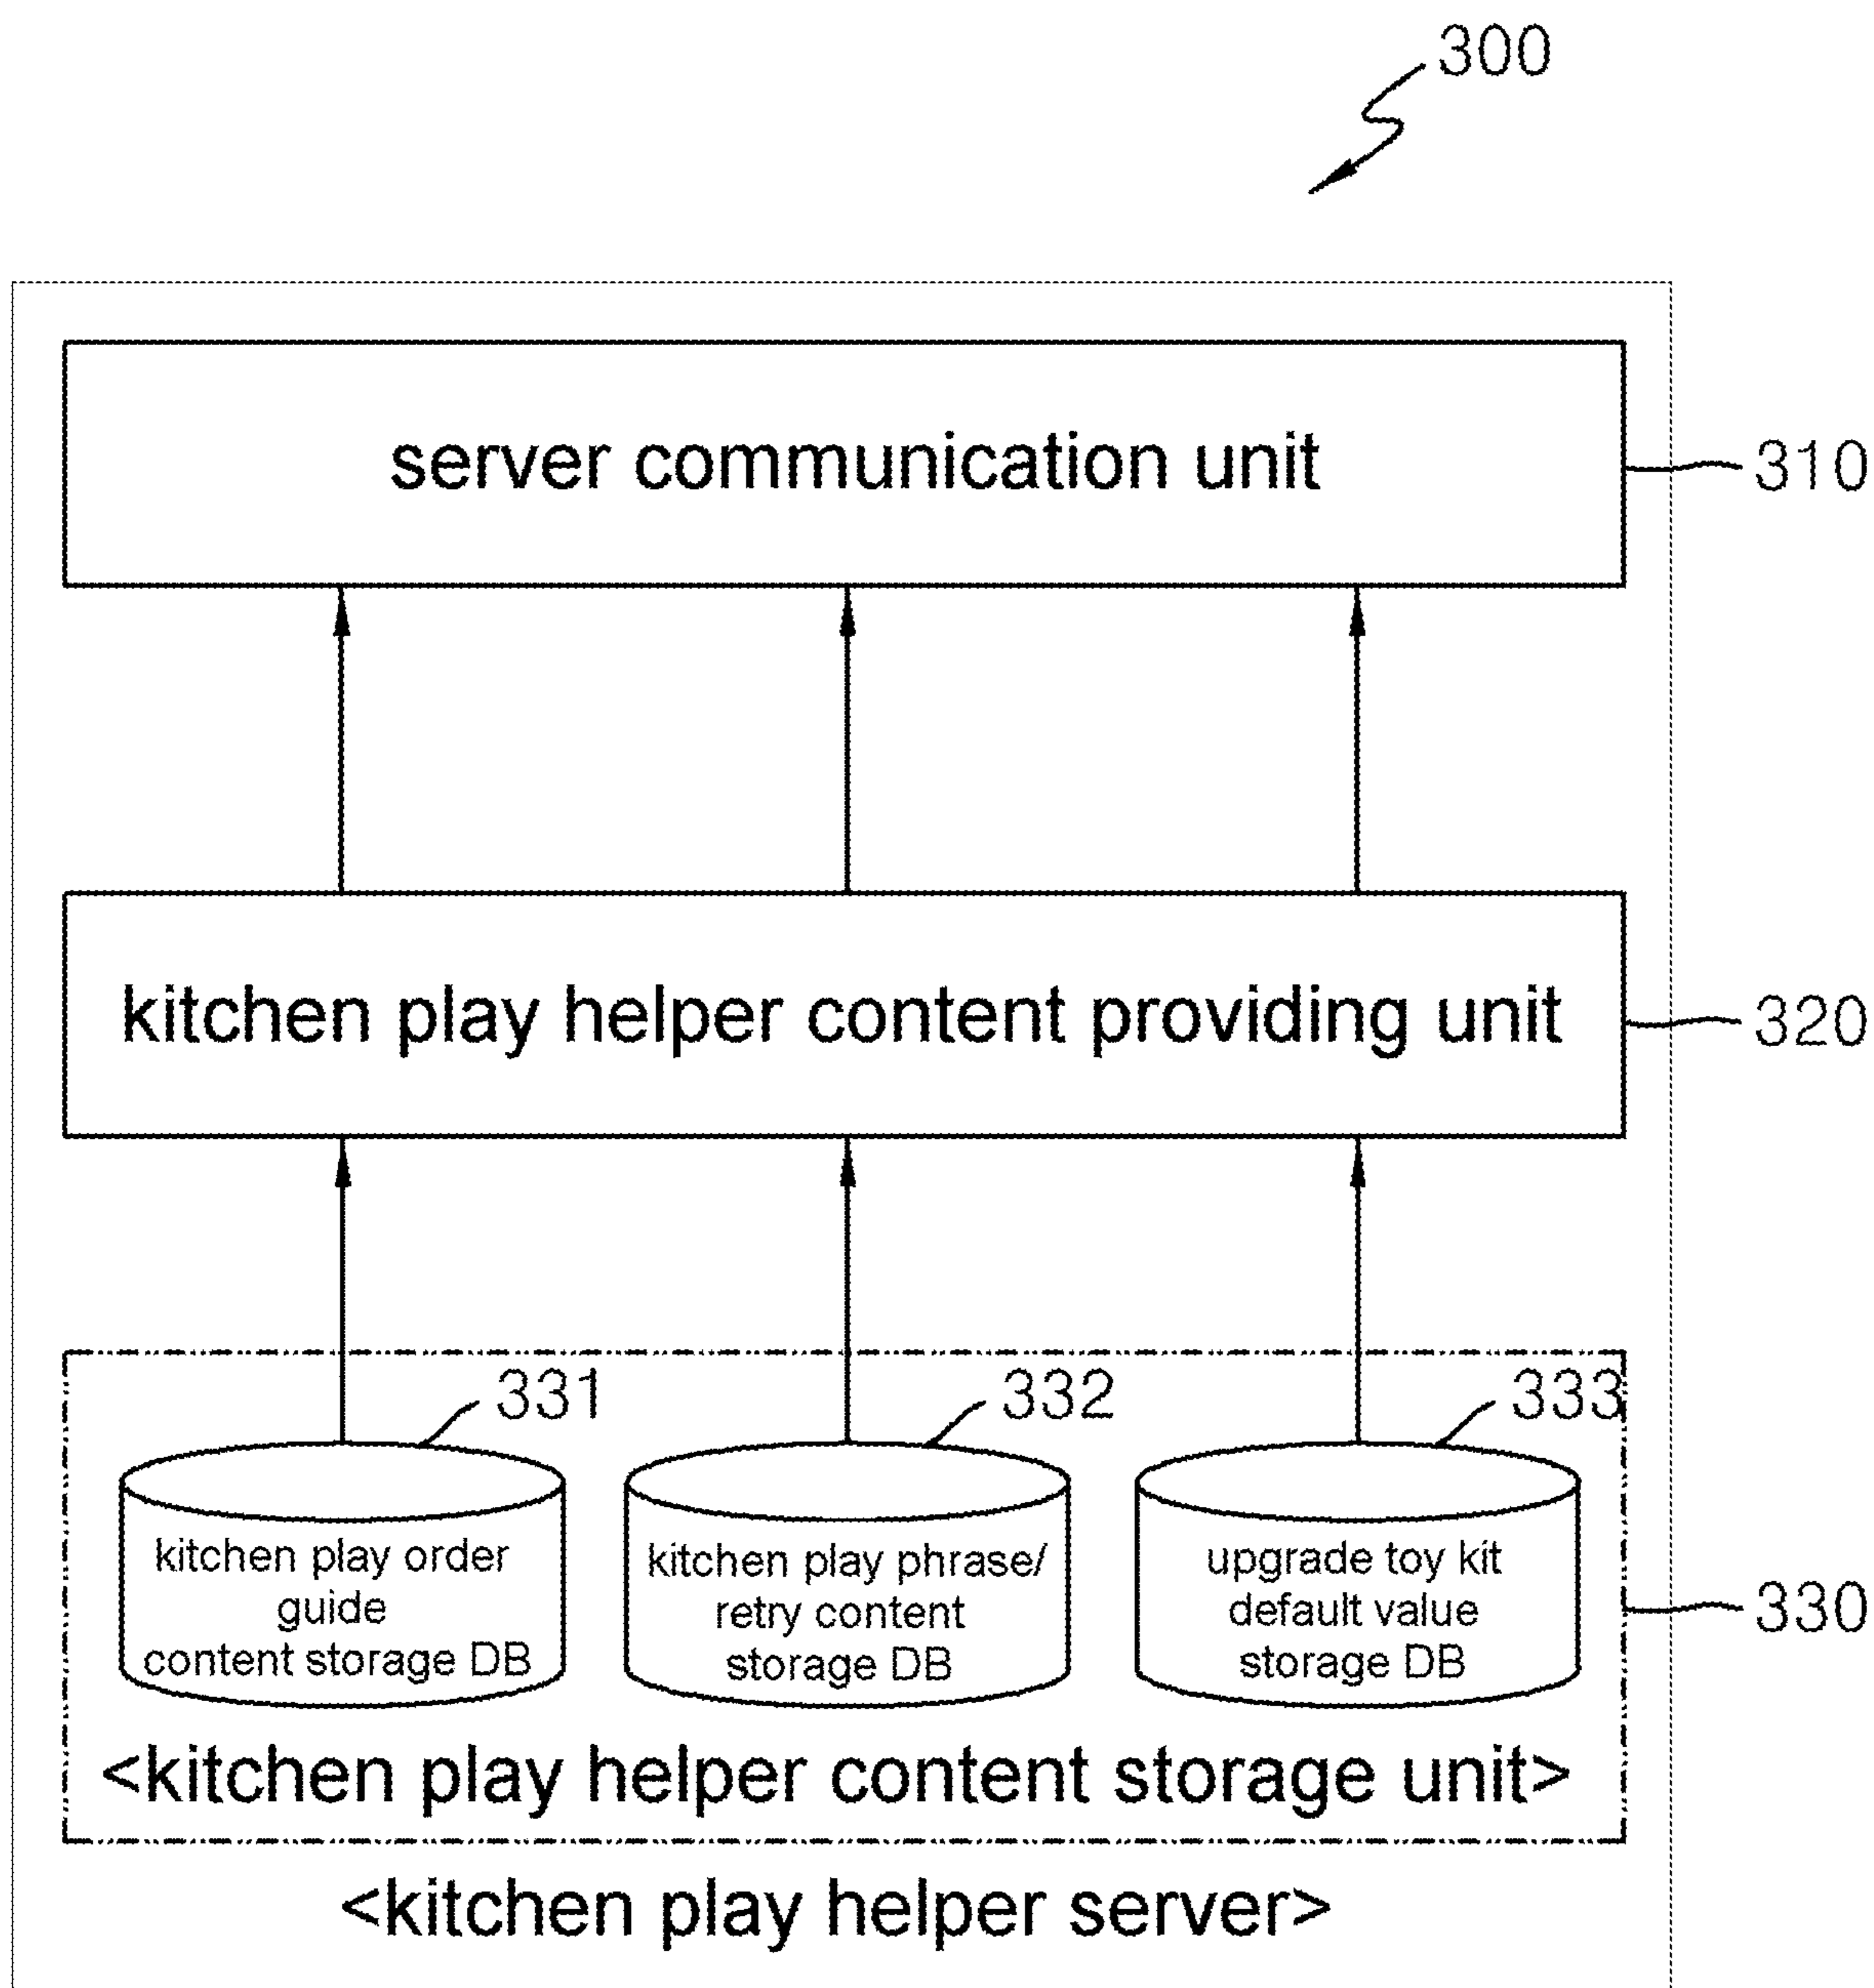 300
server communication unit
310
kitchen play helper content providing unit
320
331
332
333
kitchen play order
guide
content storage DB
kitchen play phrase/
retry content
storage DB
upgrade toy kit
default value
storage DB
330
<kitchen play helper content storage unit>
<kitchen play helper server>